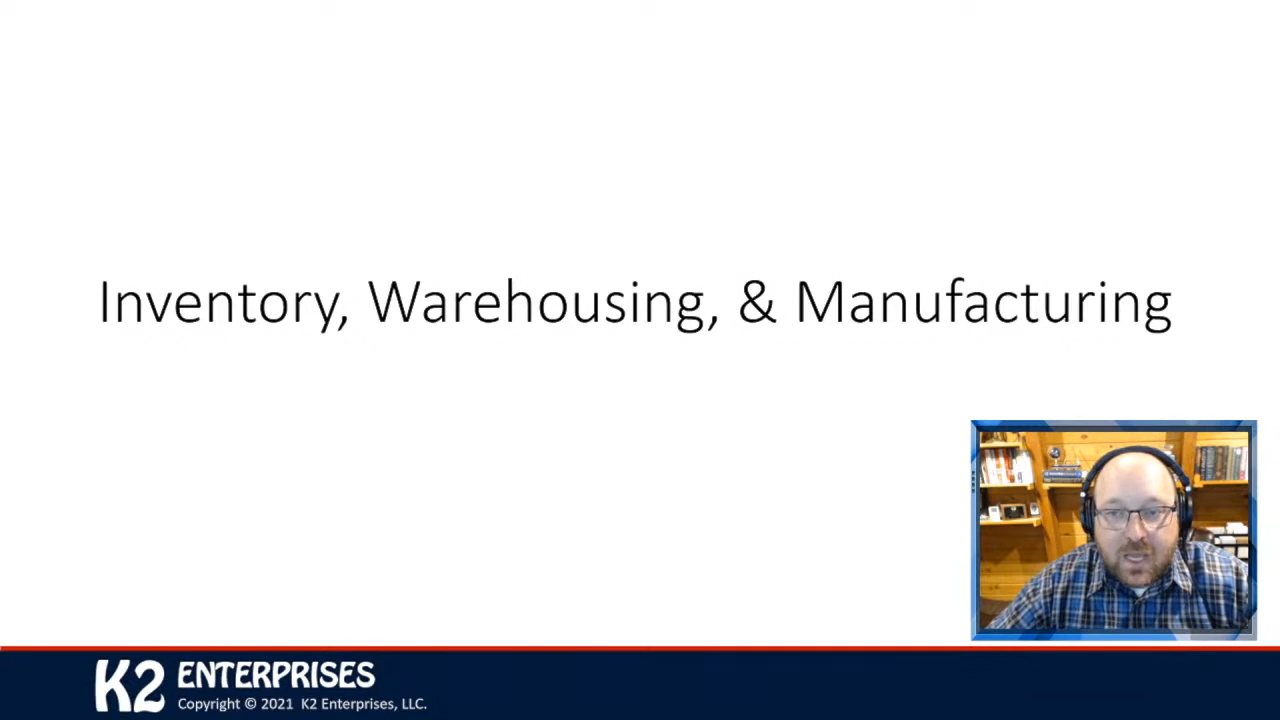 Inventory, Warehousing, & Manufacturing
K2 ENTERPRISES
Copyright © 2021 K2 Enterprises, LLC.